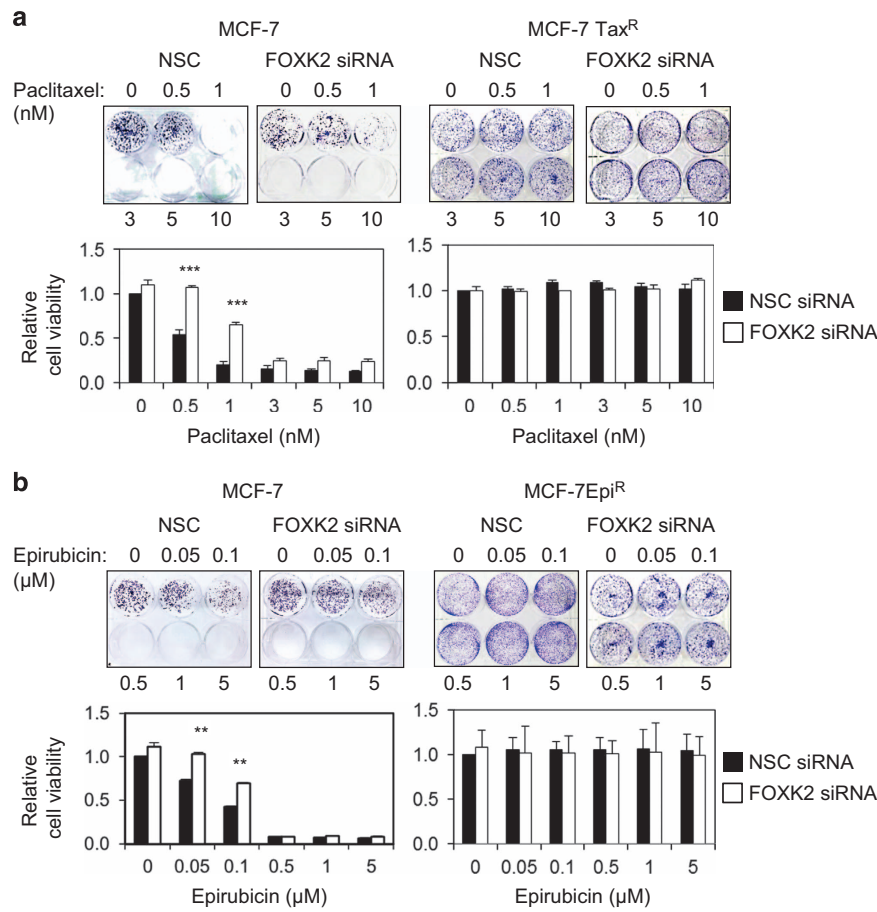 a
MCF-7
MCF-7 Taxᴿ
NSC
FOXK2 siRNA
NSC
FOXK2 siRNA
Paclitaxel: 0 0.5 1 0 0.5 1 0 0.5 1 0 0.5 1
(nM)
3 5 10 3 5 10 3 5 10 3 5 10
Relative
cell viability
1.5
1.0
0.5
0.0
*** ***
0 0.5 1 3 5 10
Paclitaxel (nM)
1.5
1.0
0.5
0.0
0 0.5 1 3 5 10
Paclitaxel (nM)
NSC siRNA
FOXK2 siRNA
b
MCF-7
MCF-7Epiᴿ
NSC
FOXK2 siRNA
NSC
FOXK2 siRNA
Epirubicin: 0 0.05 0.1 0 0.05 0.1 0 0.05 0.1 0 0.05 0.1
(µM)
0.5 1 5 0.5 1 5 0.5 1 5 0.5 1 5
Relative
cell viability
1.5
1.0
0.5
0.0
** **
0 0.05 0.1 0.5 1 5
Epirubicin (µM)
1.5
1.0
0.5
0.0
0 0.05 0.1 0.5 1 5
Epirubicin (µM)
NSC siRNA
FOXK2 siRNA